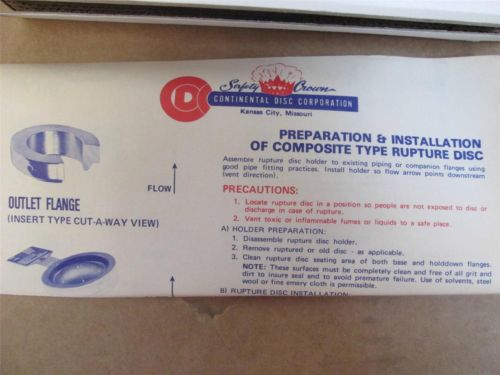 Safety Crown
CONTINENTAL DISC CORPORATION
Kansas City, Missouri
PREPARATION & INSTALLATION
OF COMPOSITE TYPE RUPTURE DISC
Assemble rupture disc holder to existing piping or companion flanges using
good pipe fitting practices. Install holder so flow arrow points downstream
(vent direction).
PRECAUTIONS:
1. Locate rupture disc in a position so people are not exposed to disc or
discharge in case of rupture.
2. Vent toxic or inflammable fumes or liquids to a safe place.
A) HOLDER PREPARATION:
1. Disassemble rupture disc holder.
2. Remove ruptured or old disc - as applicable.
3. Clean rupture disc seating area of both base and holddown flanges.
NOTE: These surfaces must be completely clean and free of all grit and
dirt to insure seal and to avoid premature failure. Use of solvents, steel
wool or fine emery cloth is permissible.
B) RUPTURE DISC INSTALLATION:
FLOW
OUTLET FLANGE
(INSERT TYPE CUT-A-WAY VIEW)